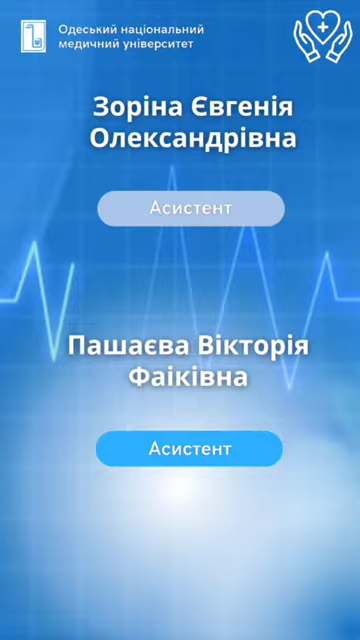 Одеський національний
медичний університет
Зоріна Євгенія
Олександрівна
Асистент
Пашаєва Вікторія
Фаіківна
Асистент